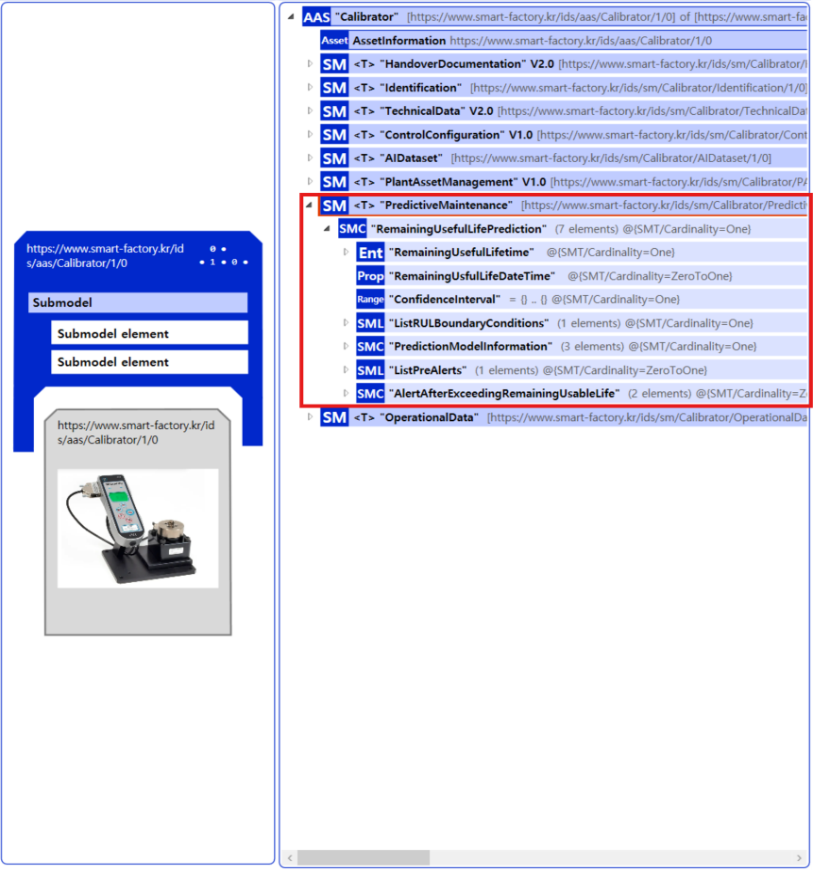 https://www.smart-factory.kr/id
s/aas/Calibrator/1/0
Submodel
Submodel element
Submodel element
https://www.smart-factory.kr/id
s/aas/Calibrator/1/0
AAS "Calibrator" [https://www.smart-factory.kr/ids/aas/Calibrator/1/0] of [https://www.smart-fa
Asset AssetInformation https://www.smart-factory.kr/ids/aas/Calibrator/1/0
SM <T> "HandoverDocumentation" V2.0 [https://www.smart-factory.kr/ids/sm/Calibrator/
SM <T> "Identification" [https://www.smart-factory.kr/ids/sm/Calibrator/Identification/1/0]
SM <T> "TechnicalData" V2.0 [https://www.smart-factory.kr/ids/sm/Calibrator/TechnicalDat
SM <T> "ControlConfiguration" V1.0 [https://www.smart-factory.kr/ids/sm/Calibrator/Cont
SM <T> "AIDataset" [https://www.smart-factory.kr/ids/sm/Calibrator/AIDataset/1/0]
SM <T> "PlantAssetManagement" V1.0 [https://www.smart-factory.kr/ids/sm/Calibrator/PA
SM <T> "PredictiveMaintenance" [https://www.smart-factory.kr/ids/sm/Calibrator/Predicti
SMC "RemainingUsefulLifePrediction" (7 elements) @{SMT/Cardinality=One}
Ent "RemainingUsefulLifetime" @{SMT/Cardinality=One}
Prop "RemainingUsfulLifeDateTime" @{SMT/Cardinality=ZeroToOne}
Range "ConfidenceInterval" = {} .. {} @{SMT/Cardinality=One}
SML "ListRULBoundaryConditions" (1 elements) @{SMT/Cardinality=One}
SMC "PredictionModelInformation" (3 elements) @{SMT/Cardinality=One}
SML "ListPreAlerts" (1 elements) @{SMT/Cardinality=ZeroToOne}
SMC "AlertAfterExceedingRemainingUsableLife" (2 elements) @{SMT/Cardinality=Z
SM <T> "OperationalData" [https://www.smart-factory.kr/ids/sm/Calibrator/OperationalDa